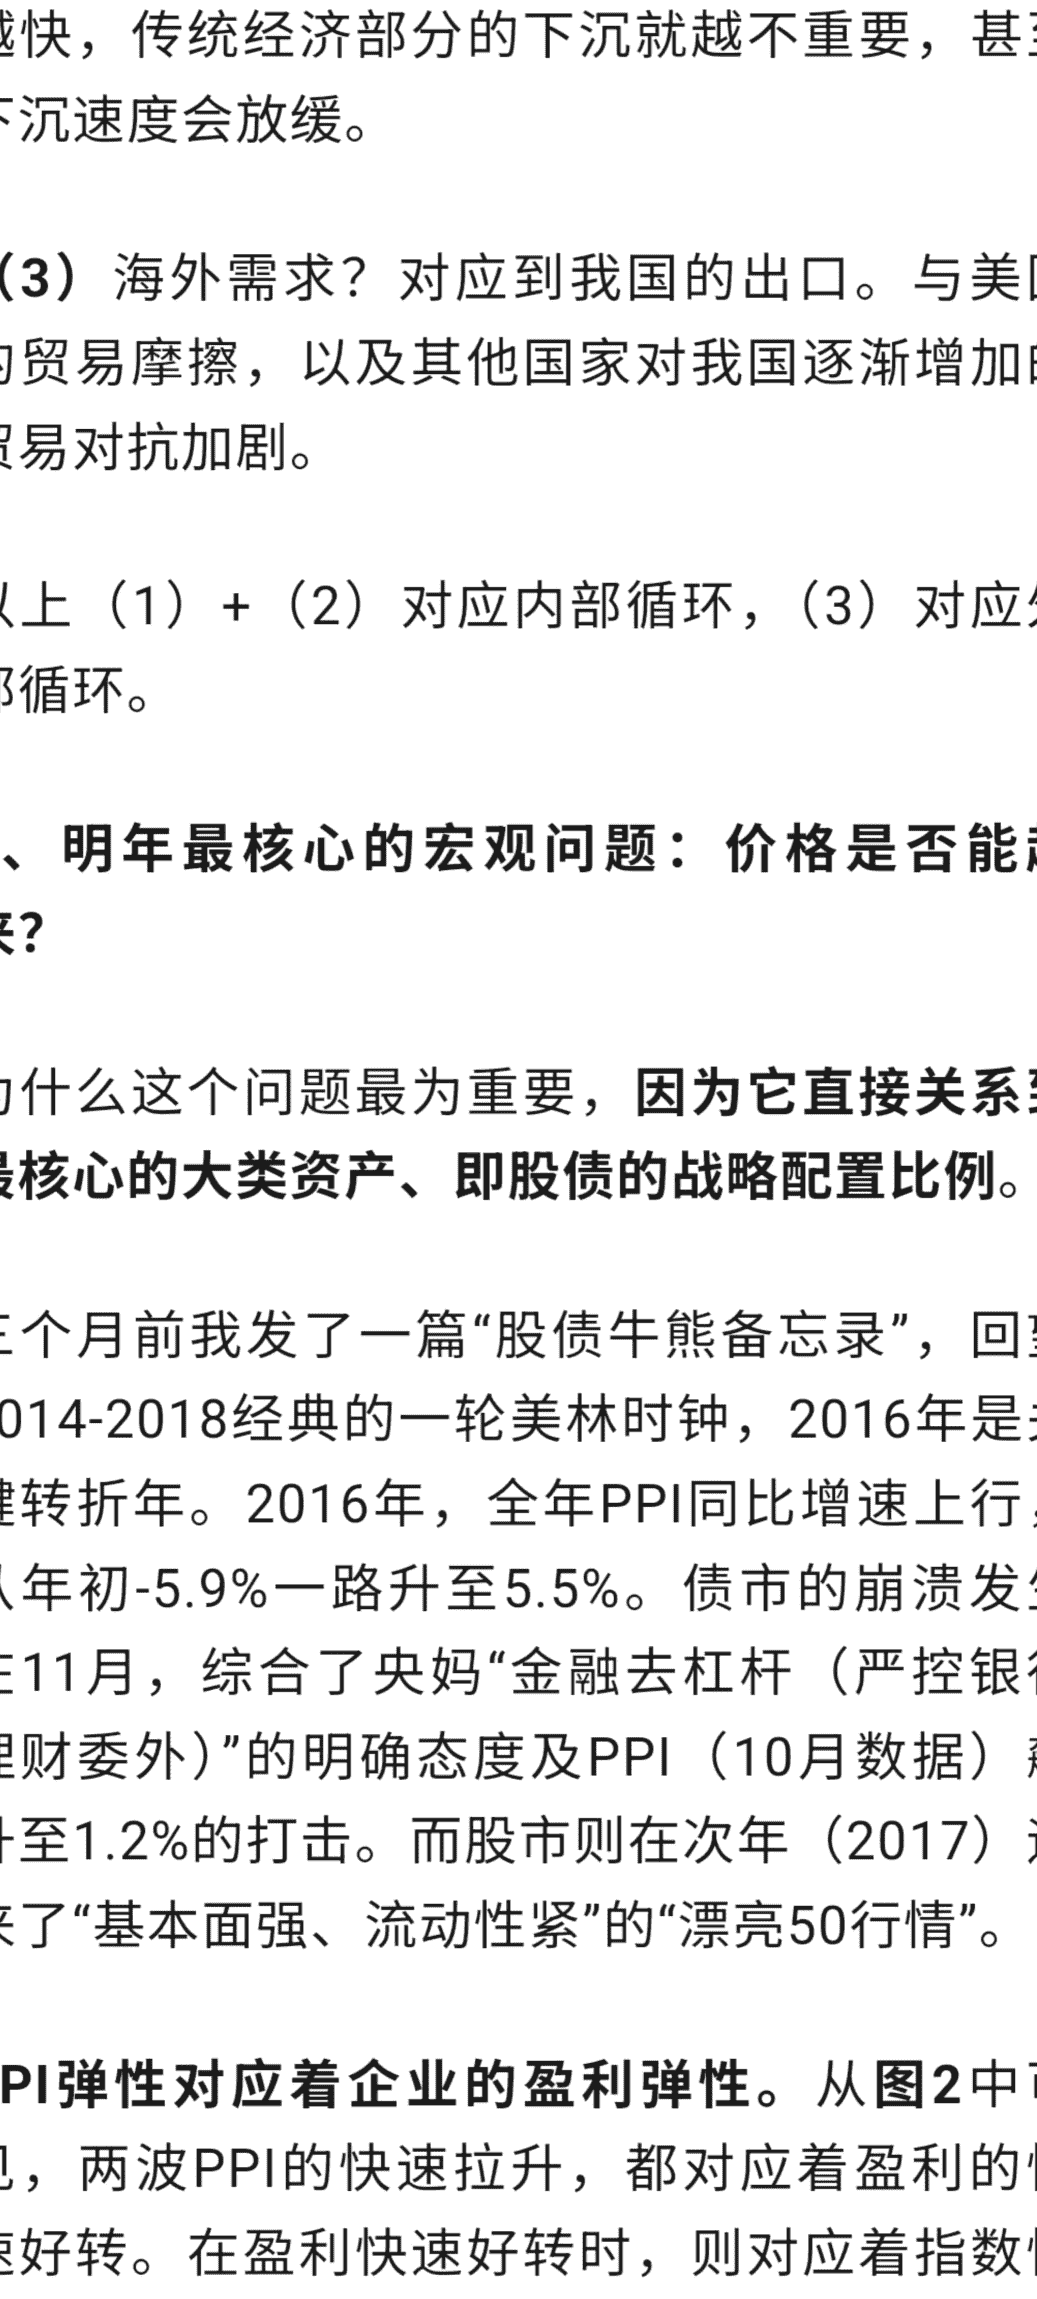 越快，传统经济部分的下沉就越不重要，甚至
下沉速度会放缓。
（3）海外需求？对应到我国的出口。与美国
的贸易摩擦，以及其他国家对我国逐渐增加的
贸易对抗加剧。
以上（1）+（2）对应内部循环，（3）对应外
部循环。
、明年最核心的宏观问题：价格是否能起
来？
为什么这个问题最为重要，因为它直接关系到
最核心的大类资产、即股债的战略配置比例。
三个月前我发了一篇“股债牛熊备忘录”，回望
014-2018经典的一轮美林时钟，2016年是关
键转折年。2016年，全年PPI同比增速上行，
从年初-5.9%一路升至5.5%。债市的崩溃发生
在11月，综合了央妈“金融去杠杆（严控银行
理财委外）”的明确态度及PPI（10月数据）飙
升至1.2%的打击。而股市则在次年（2017）迎
来了“基本面强、流动性紧”的“漂亮50行情”。
PI弹性对应着企业的盈利弹性。从图2中可
见，两波PPI的快速拉升，都对应着盈利的快
速好转。在盈利快速好转时，则对应着指数快